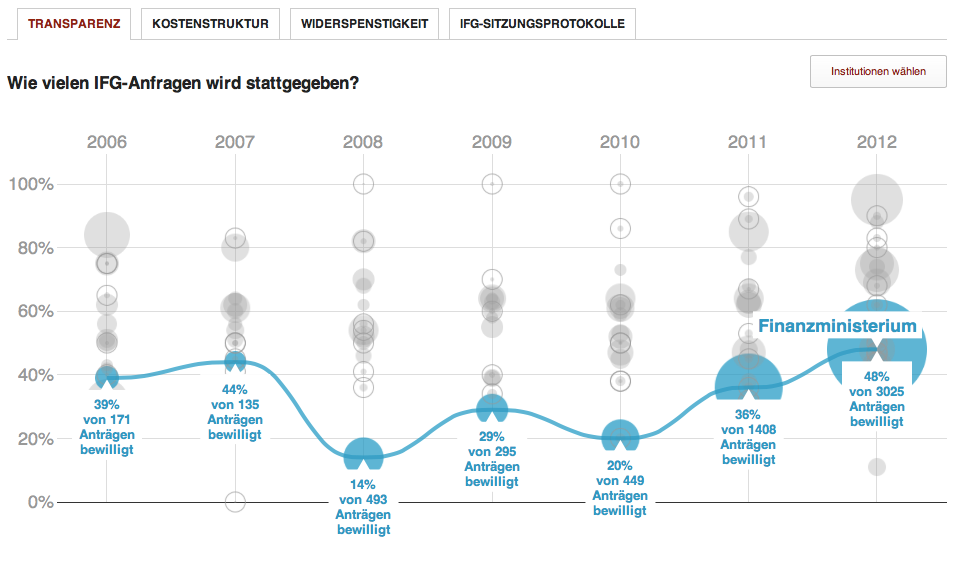 TRANSPARENZ
KOSTENSTRUKTUR
WIDERSPENSTIGKEIT
IFG-SITZUNGSPROTOKOLLE
Wie vielen IFG-Anfragen wird stattgegeben?
Institutionen wählen
2006
2007
2008
2009
2010
2011
2012
100%
80%
60%
40%
20%
0%
Finanzministerium
39%
von 171
Anträgen
bewilligt
44%
von 135
Anträgen
bewilligt
14%
von 493
Anträgen
bewilligt
29%
von 295
Anträgen
bewilligt
20%
von 449
Anträgen
bewilligt
36%
von 1408
Anträgen
bewilligt
48%
von 3025
Anträgen
bewilligt